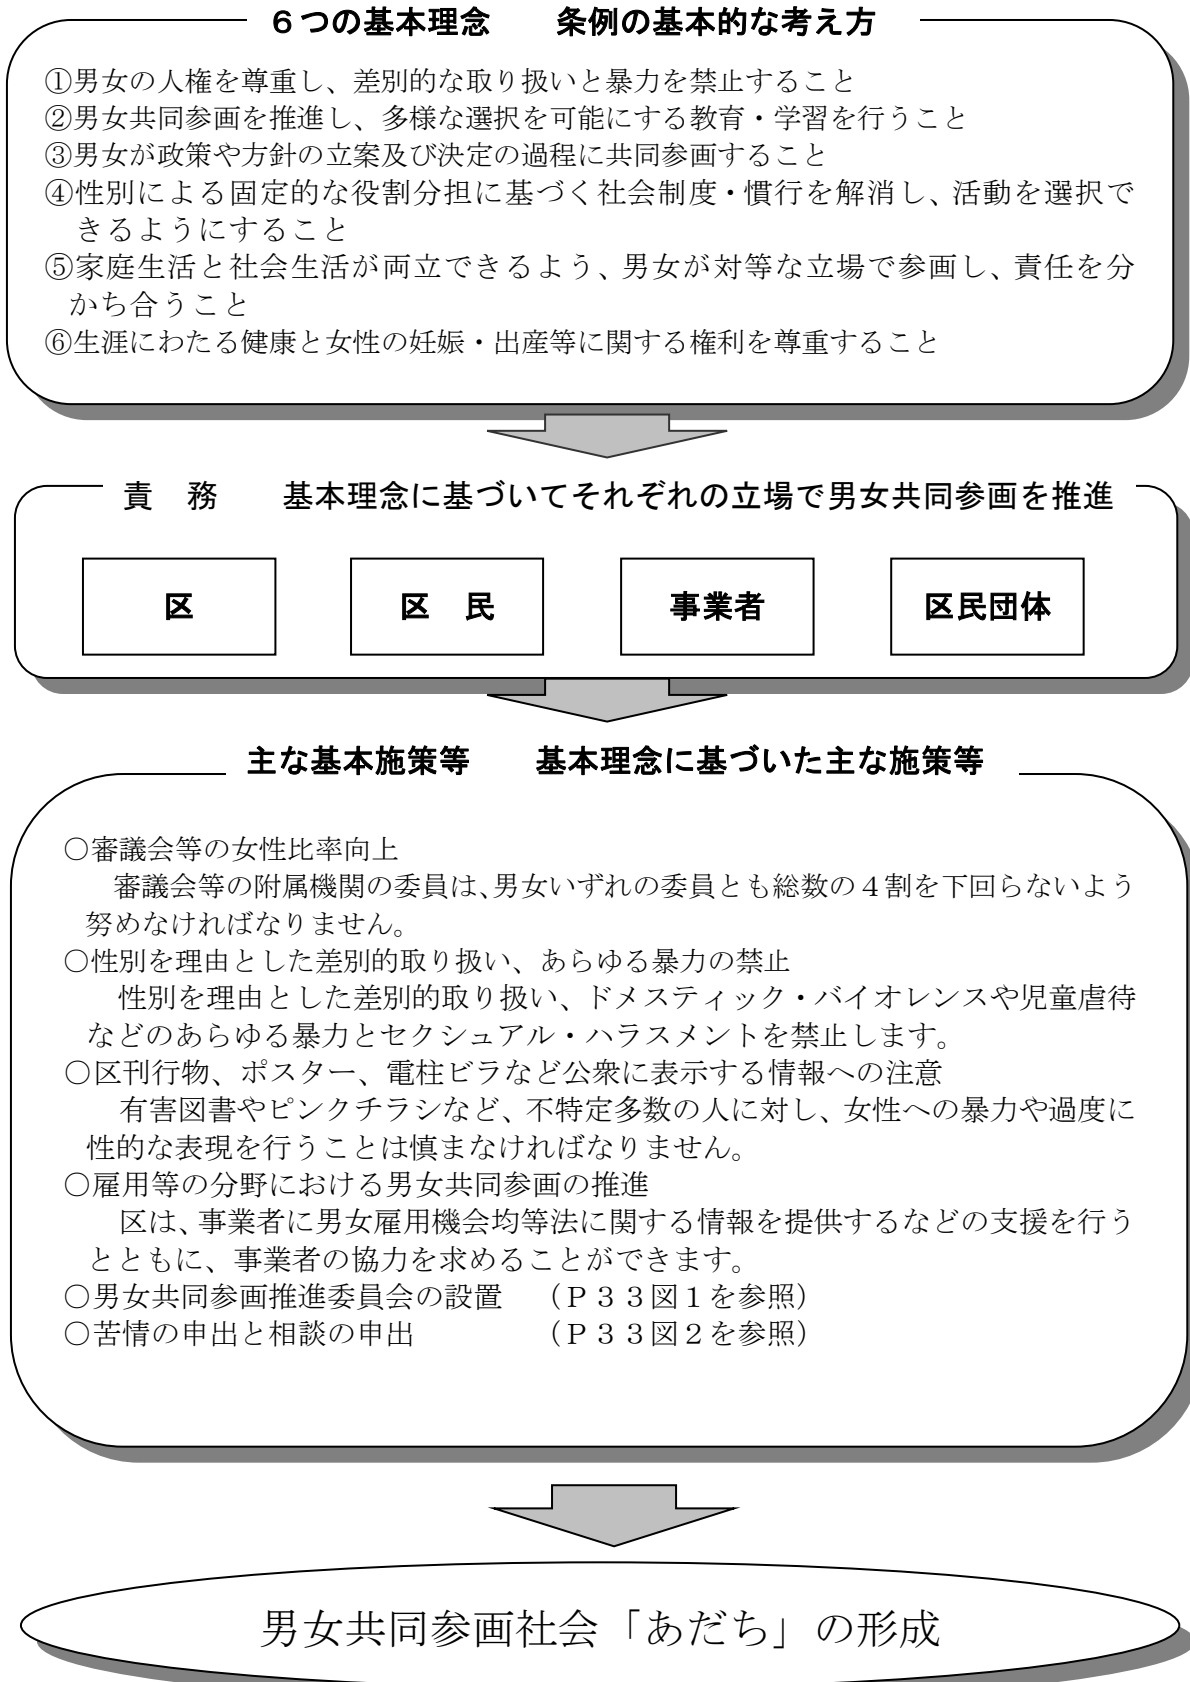 ６つの基本理念　　条例の基本的な考え方
①男女の人権を尊重し、差別的な取り扱いと暴力を禁止すること
②男女共同参画を推進し、多様な選択を可能にする教育・学習を行うこと
③男女が政策や方針の立案及び決定の過程に共同参画すること
④性別による固定的な役割分担に基づく社会制度・慣行を解消し、活動を選択で
きるようにすること
⑤家庭生活と社会生活が両立できるよう、男女が対等な立場で参画し、責任を分
かち合うこと
⑥生涯にわたる健康と女性の妊娠・出産等に関する権利を尊重すること
責　務　　基本理念に基づいてそれぞれの立場で男女共同参画を推進
区　区　民　事業者　区民団体
主な基本施策等　　基本理念に基づいた主な施策等
○審議会等の女性比率向上
審議会等の附属機関の委員は、男女いずれの委員とも総数の４割を下回らないよう
努めなければなりません。
○性別を理由とした差別的取り扱い、あらゆる暴力の禁止
性別を理由とした差別的取り扱い、ドメスティック・バイオレンスや児童虐待
などのあらゆる暴力とセクシュアル・ハラスメントを禁止します。
○区刊行物、ポスター、電柱ビラなど公衆に表示する情報への注意
有害図書やピンクチラシなど、不特定多数の人に対し、女性への暴力や過度に
性的な表現を行うことは慎まなければなりません。
○雇用等の分野における男女共同参画の推進
区は、事業者に男女雇用機会均等法に関する情報を提供するなどの支援を行う
とともに、事業者の協力を求めることができます。
○男女共同参画推進委員会の設置　（Ｐ３３図１を参照）
○苦情の申出と相談の申出　（Ｐ３３図２を参照）
男女共同参画社会「あだち」の形成